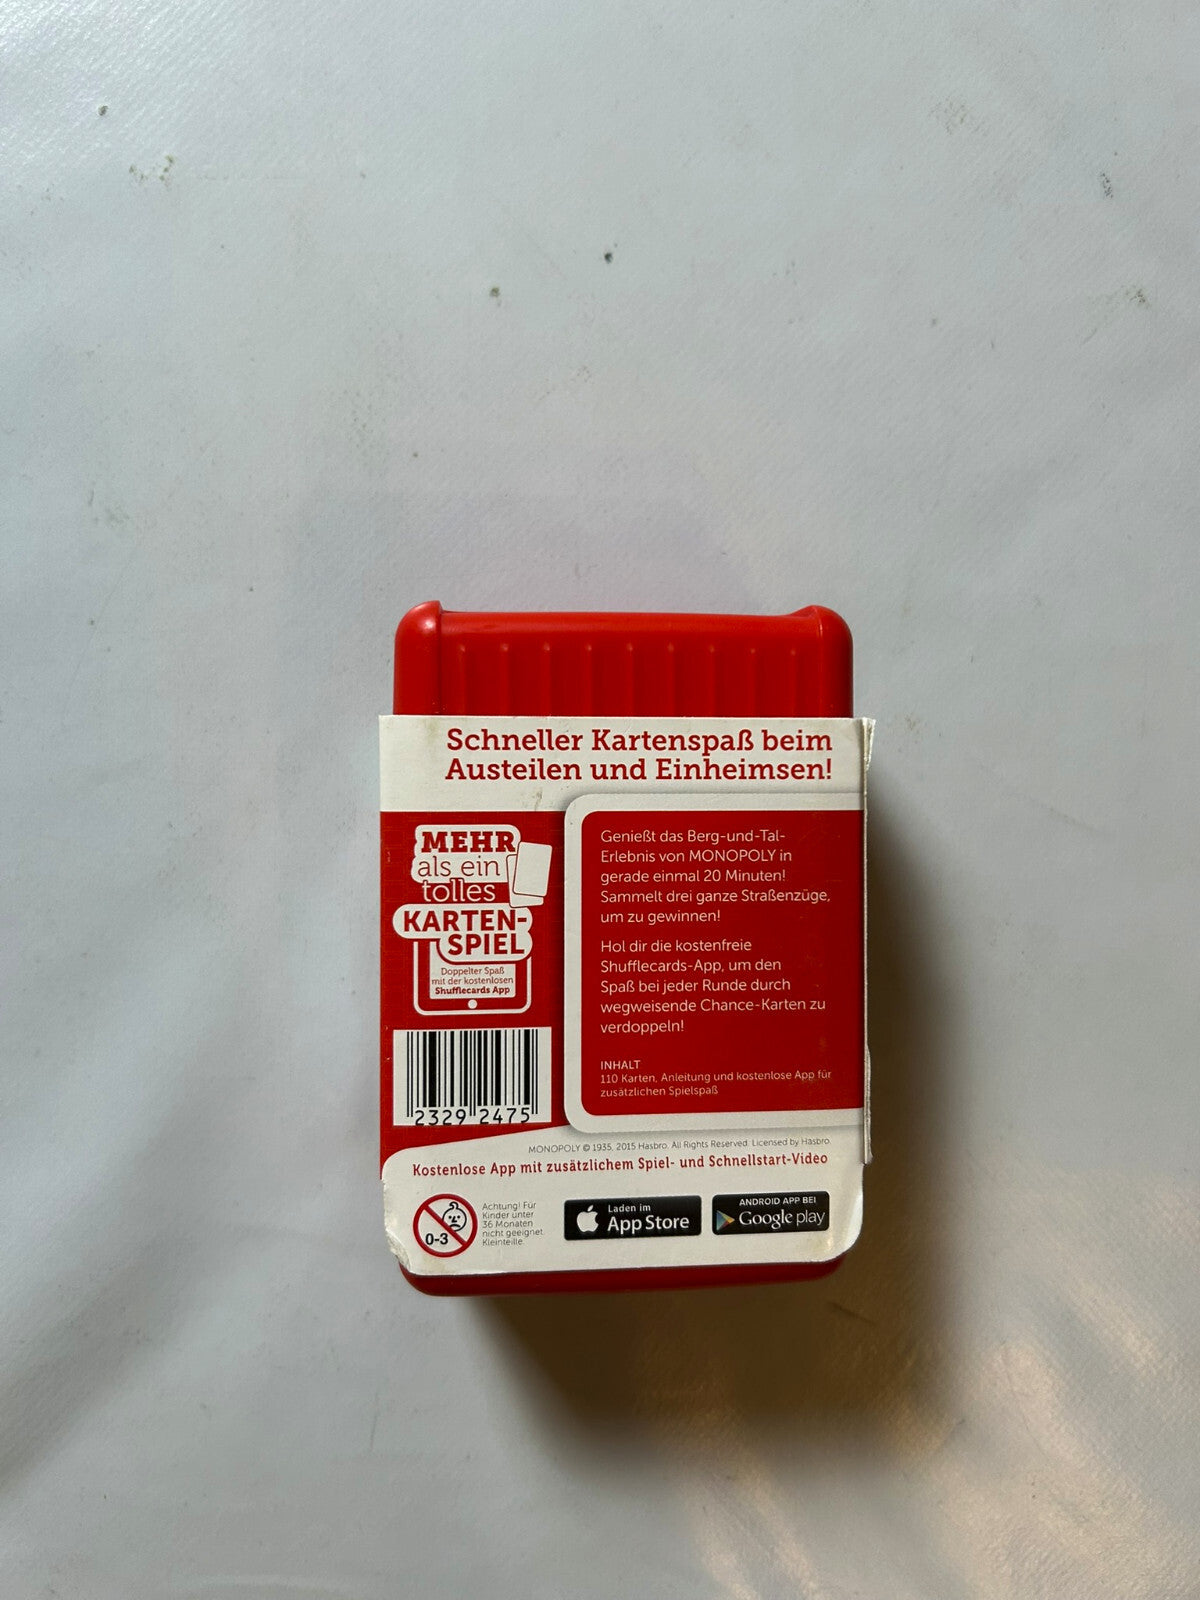 Schneller Kartenspaß beim
Austeilen und Einheimsen!
MEHR
als ein
tolles
KARTEN-
SPIEL
Doppelter Spaß
mit der kostenlosen
Shufflecards App
2329 2475
Genießt das Berg-und-Tal-
Erlebnis von MONOPOLY in
gerade einmal 20 Minuten!
Sammelt drei ganze Straßenzüge,
um zu gewinnen!
Hol dir die kostenfreie
Shufflecards-App, um den
Spaß bei jeder Runde durch
wegweisende Chance-Karten zu
verdoppeln!
INHALT
110 Karten, Anleitung und kostenlose App für
zusätzlichen Spielspaß
MONOPOLY © 1935, 2015 Hasbro. All Rights Reserved. Licensed by Hasbro.
Kostenlose App mit zusätzlichem Spiel- und Schnellstart-Video
0-3
Achtung! Für
Kinder unter
36 Monaten
nicht geeignet.
Kleinteile.
Laden im
App Store
ANDROID APP BEI
Google play